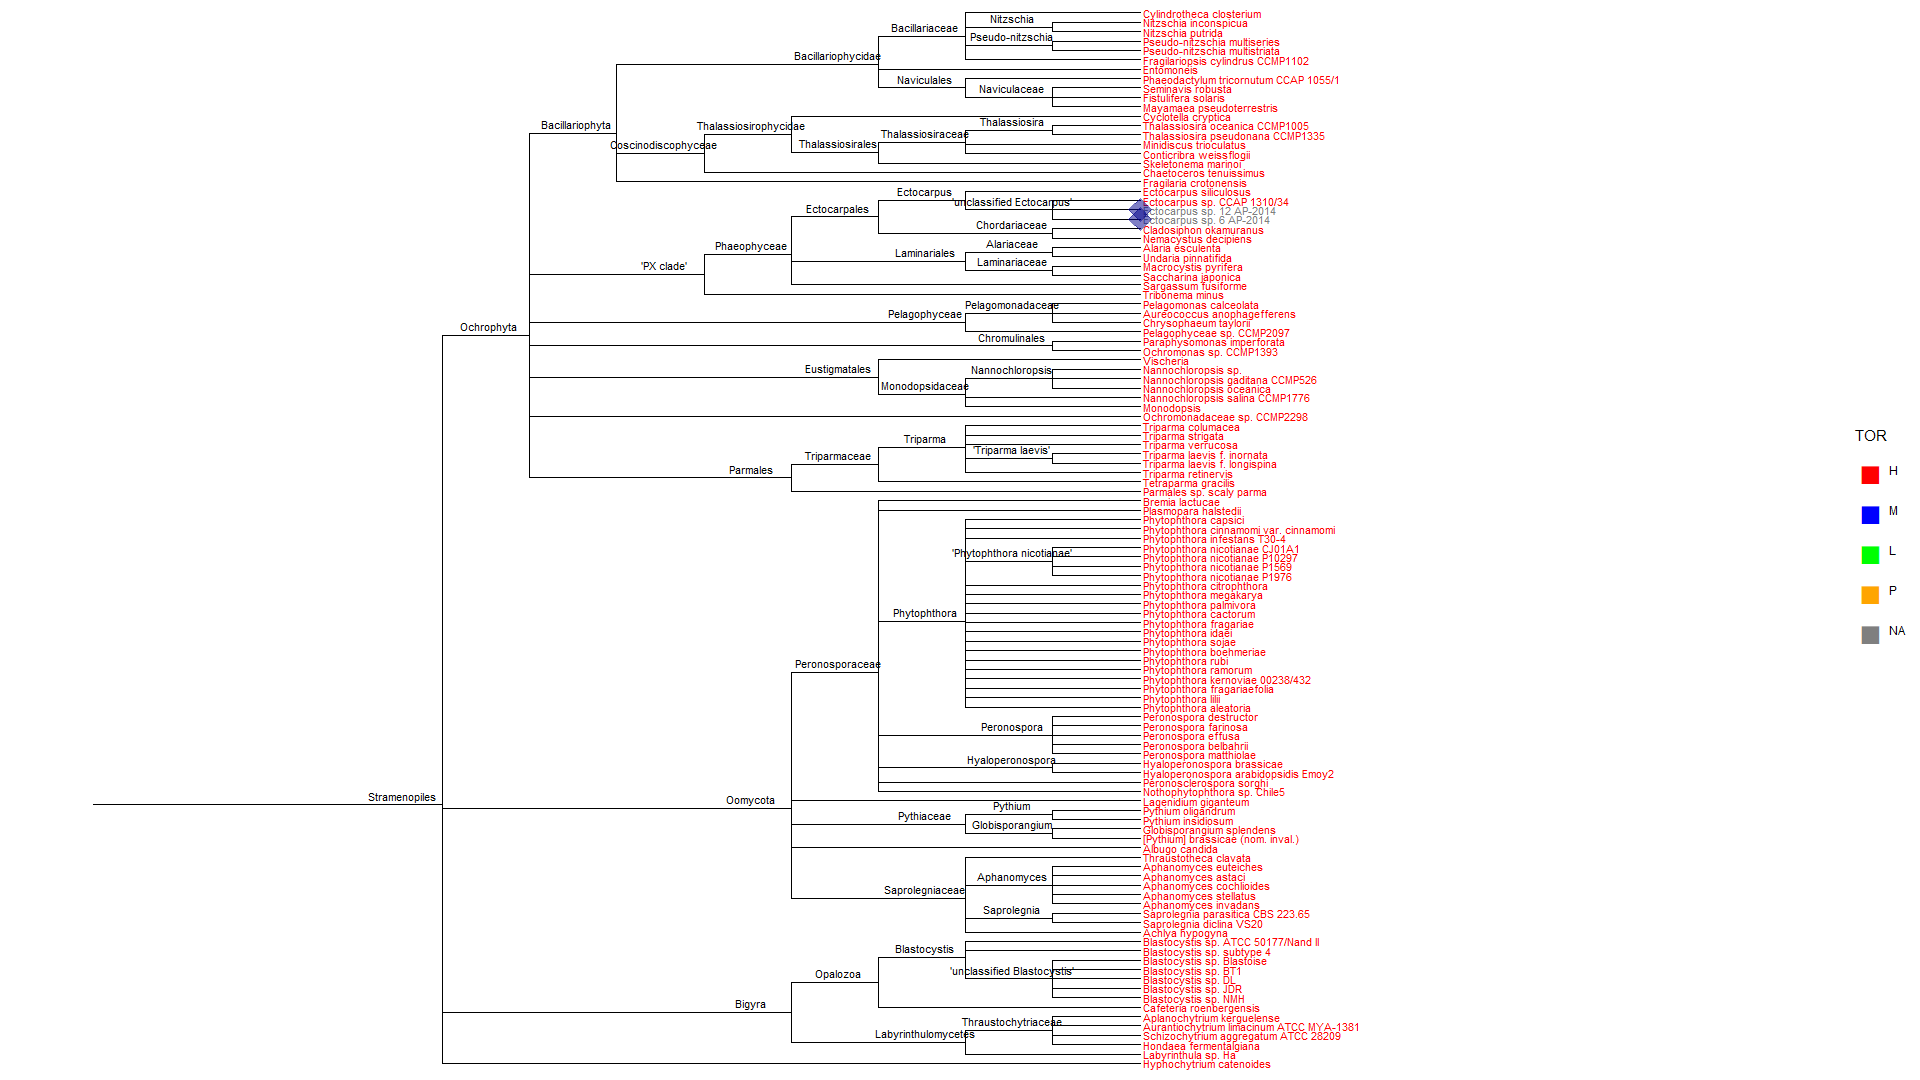 Cylindrotheca closterium
Nitzschia
Nitzschia inconspicua
Bacillariaceae
Nitzschia putrida
Pseudo-nitzschia
Pseudo-nitzschia multiseries
Pseudo-nitzschia multistriata
Bacillariophycidae
Fragilariopsis cylindrus CCMP1102
Entomoneis
Naviculales
Phaeodactylum tricornutum CCAP 1055/1
Naviculaceae
Seminavis robusta
Fistulifera solaris
Mayamaea pseudoterrestris
Bacillariophyta
Thalassiosirophycidae
Cyclotella cryptica
Thalassiosira
Thalassiosira oceanica CCMP1005
Thalassiosiraceae
Thalassiosira pseudonana CCMP1335
Coscinodiscophyceae
Thalassiosirales
Minidiscus trioculatus
Conticribra weissflogii
Skeletonema marinoi
Chaetoceros tenuissimus
Fragilaria crotonensis
Ectocarpus
Ectocarpus siliculosus
'unclassified Ectocarpus'
Ectocarpus sp. CCAP 1310/34
Ectocarpales
Ectocarpus sp. 12 AP-2014
Ectocarpus sp. 6 AP-2014
Chordariaceae
Cladosiphon okamuranus
Nemacystus decipiens
Phaeophyceae
Alariaceae
Alaria esculenta
Laminariales
Undaria pinnatifida
'PX clade'
Laminariaceae
Macrocystis pyrifera
Saccharina japonica
Sargassum fusiforme
Tribonema minus
Pelagomonadaceae
Pelagomonas calceolata
Pelagophyceae
Aureococcus anophagefferens
Chrysophaeum taylorii
Ochrophyta
Pelagophyceae sp. CCMP2097
Chromulinales
Paraphysomonas imperforata
Ochromonas sp. CCMP1393
Vischeria
Eustigmatales
Nannochloropsis
Nannochloropsis sp.
Nannochloropsis gaditana CCMP526
Monodopsidaceae
Nannochloropsis oceanica
Nannochloropsis salina CCMP1776
Monodopsis
Ochromonadaceae sp. CCMP2298
Triparma columacea
Triparma
Triparma strigata
Triparma verrucosa
Triparmaceae
'Triparma laevis'
Triparma laevis f. inornata
Triparma laevis f. longispina
Parmales
Triparma retinervis
Tetraparma gracilis
Parmales sp. scaly parma
Bremia lactucae
Plasmopara halstedii
Phytophthora capsici
Phytophthora cinnamomi var. cinnamomi
Phytophthora infestans T30-4
'Phytophthora nicotianae'
Phytophthora nicotianae CJ01A1
Phytophthora nicotianae P10297
Phytophthora nicotianae P1569
Phytophthora nicotianae P1976
Phytophthora citrophthora
Phytophthora megakarya
Phytophthora palmivora
Phytophthora
Phytophthora cactorum
Phytophthora fragariae
Phytophthora idaei
Phytophthora sojae
Phytophthora boehmeriae
Peronosporaceae
Phytophthora rubi
Phytophthora ramorum
Phytophthora kernoviae 00238/432
Phytophthora fragariaefolia
Phytophthora lilii
Phytophthora aleatoria
Peronospora destructor
Peronospora
Peronospora farinosa
Peronospora effusa
Peronospora belbahrii
Peronospora matthiolae
Hyaloperonospora
Hyaloperonospora brassicae
Hyaloperonospora arabidopsidis Emoy2
Peronosclerospora sorghi
Nothophytophthora sp. Chile5
Stramenopiles
Oomycota
Lagenidium giganteum
Pythium
Pythium oligandrum
Pythiaceae
Pythium insidiosum
Globisporangium
Globisporangium splendens
[Pythium] brassicae (nom. inval.)
Albugo candida
Thraustotheca clavata
Aphanomyces euteiches
Aphanomyces
Aphanomyces astaci
Saprolegniaceae
Aphanomyces cochlioides
Aphanomyces stellatus
Aphanomyces invadans
Saprolegnia
Saprolegnia parasitica CBS 223.65
Saprolegnia diclina VS20
Achlya hypogyna
Blastocystis
Blastocystis sp. ATCC 50177/Nand II
Blastocystis sp. subtype 4
Blastocystis sp. Blastoise
Opalozoa
'unclassified Blastocystis'
Blastocystis sp. BT1
Blastocystis sp. DL
Blastocystis sp. JDR
Blastocystis sp. NMH
Bigyra
Cafeteria roenbergensis
Thraustochytriaceae
Aplanochytrium kerguelense
Aurantiochytrium limacinum ATCC MYA-1381
Labyrinthulomycetes
Schizochytrium aggregatum ATCC 28209
Hondaea fermentalgiana
Labyrinthula sp. Ha
Hyphochytrium catenoides
TOR
H
M
L
P
NA